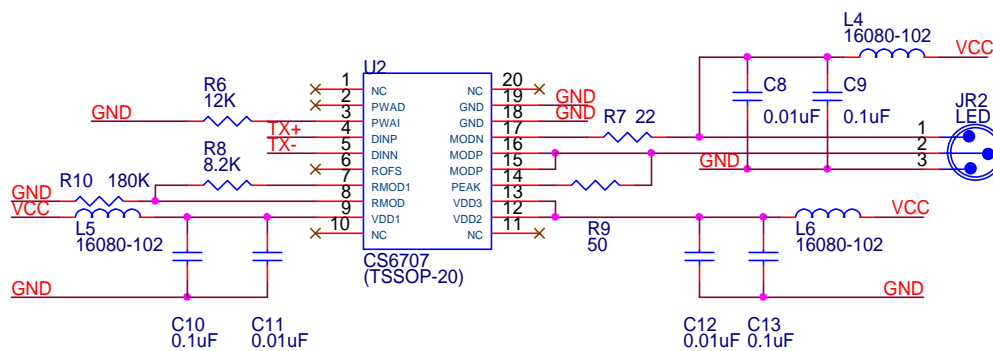 L4
16080-102
VCC
U2
R6
12K
GND
1
NC
2
PWAD
3
PWAI
TX+
4
DINP
TX-
5
DINN
6
ROFS
R8
8.2K
7
RMOD1
8
RMOD
9
VDD1
10
NC
20
NC
19
GND
GND
18
GND
GND
17
MODN
16
MODP
15
MODP
14
PEAK
13
VDD3
12
VDD2
11
NC
R7 22
C8
0.01uF
C9
0.1uF
JR2
LED
1
2
3
GND
GND
R10 180K
VCC
L5
16080-102
CS6707
(TSSOP-20)
R9
50
L6
16080-102
VCC
GND
GND
C10
0.1uF
C11
0.01uF
C12
0.01uF
C13
0.1uF